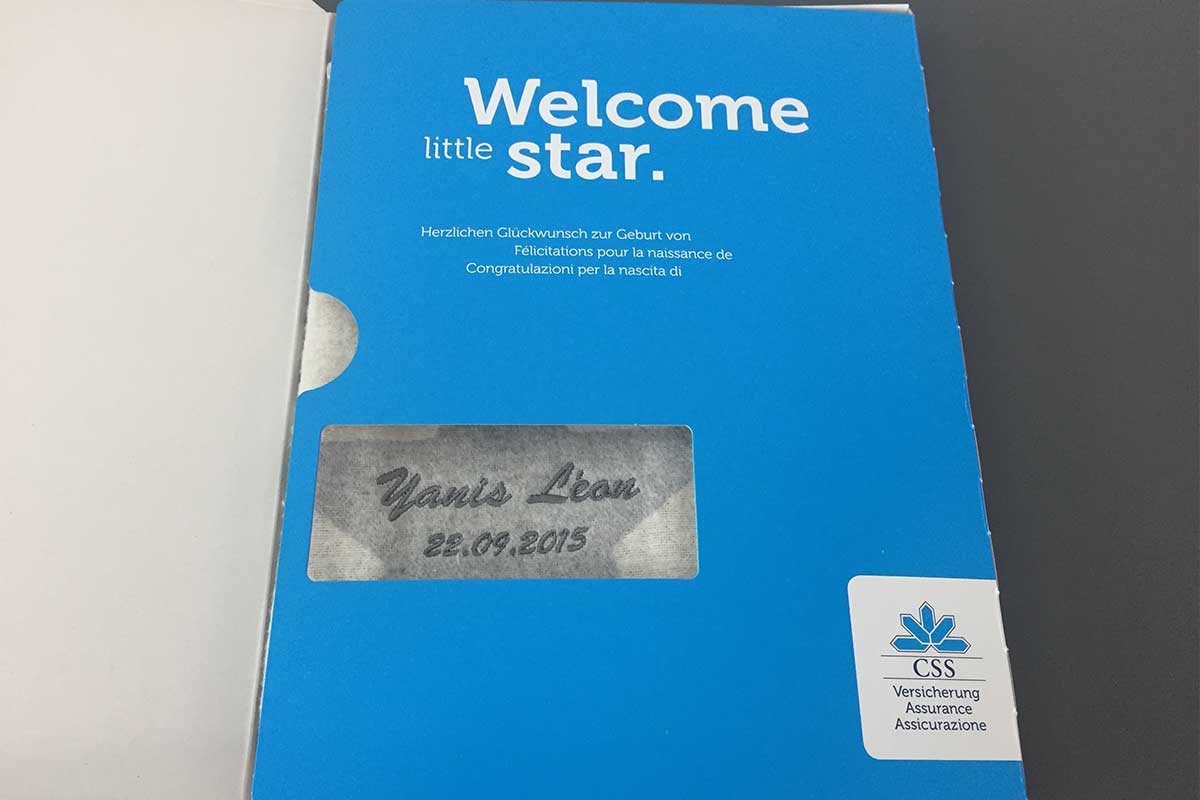 Welcome
little star.
Herzlichen Glückwunsch zur Geburt von
Félicitations pour la naissance de
Congratulazioni per la nascita di
Yanis Léon
22.09.2015
CSS
Versicherung
Assurance
Assicurazione